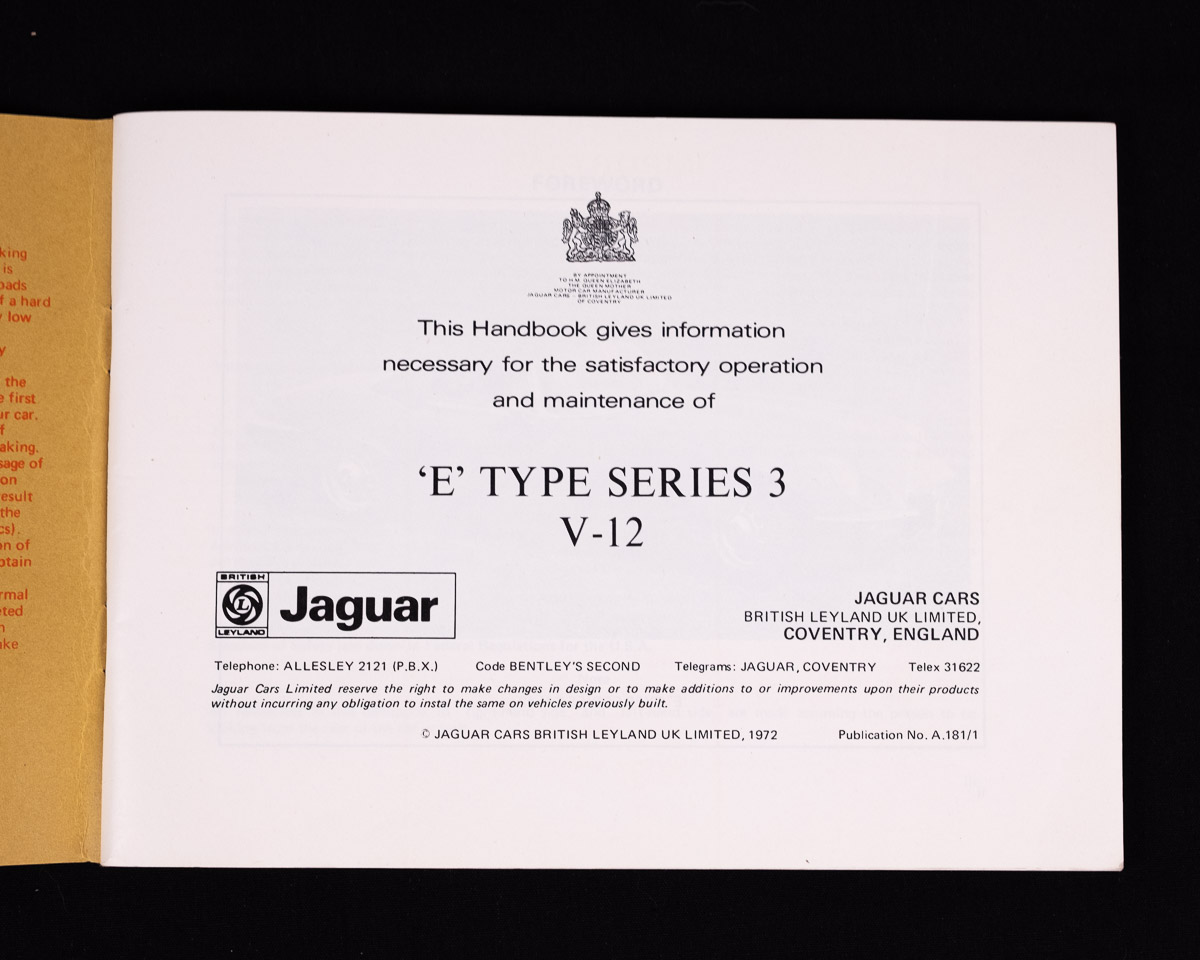 king
is
oads
f a hard
low
y
the
e first
ur car.
f
aking.
sage of
on
esult
the
cs).
on of
btain
rmal
eted
n
ake
BY APPOINTMENT
TO H.M. QUEEN ELIZABETH
THE QUEEN MOTHER
MOTOR CAR MANUFACTURER
JAGUAR CARS - BRITISH LEYLAND UK LIMITED
OF COVENTRY
This Handbook gives information
necessary for the satisfactory operation
and maintenance of
‘E’ TYPE SERIES 3
V-12
BRITISH
L
LEYLAND
Jaguar
JAGUAR CARS
BRITISH LEYLAND UK LIMITED,
COVENTRY, ENGLAND
Telephone: ALLESLEY 2121 (P.B.X.) Code BENTLEY'S SECOND Telegrams: JAGUAR, COVENTRY Telex 31622
Jaguar Cars Limited reserve the right to make changes in design or to make additions to or improvements upon their products
without incurring any obligation to instal the same on vehicles previously built.
© JAGUAR CARS BRITISH LEYLAND UK LIMITED, 1972 Publication No. A.181/1